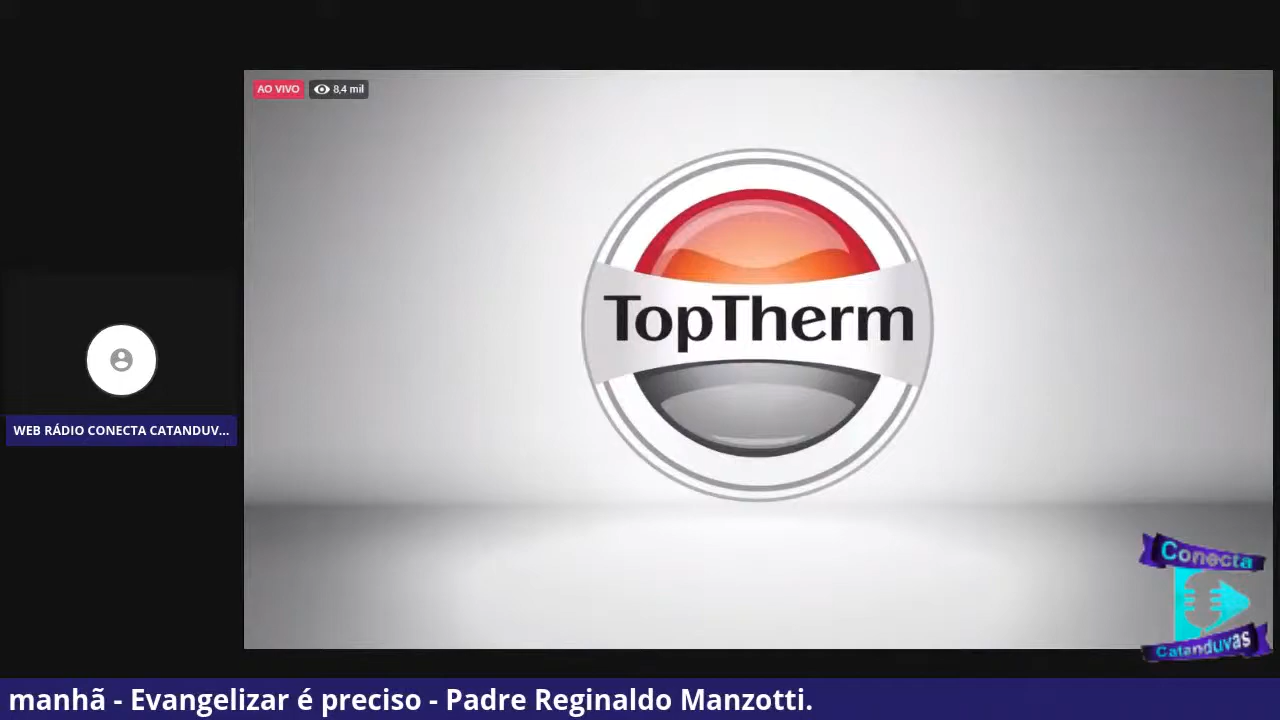 AO VIVO 8,4 mil
TopTherm
WEB RÁDIO CONECTA CATANDUV...
Conecta
Catanduvas
manhã - Evangelizar é preciso - Padre Reginaldo Manzotti.